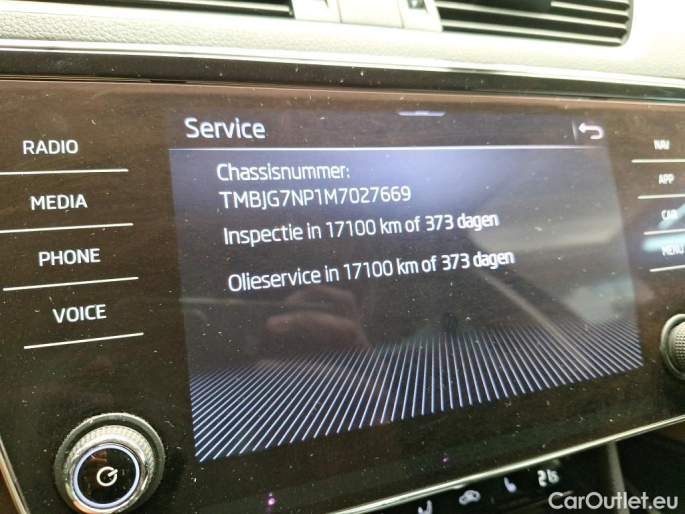 Service
Chassisnummer:
TMBJG7NP1M7027669
Inspectie in 17100 km of 373 dagen
Olieservice in 17100 km of 373 dagen
RADIO
MEDIA
PHONE
VOICE
NAV
APP
CAR
MENU
CarOutlet.eu